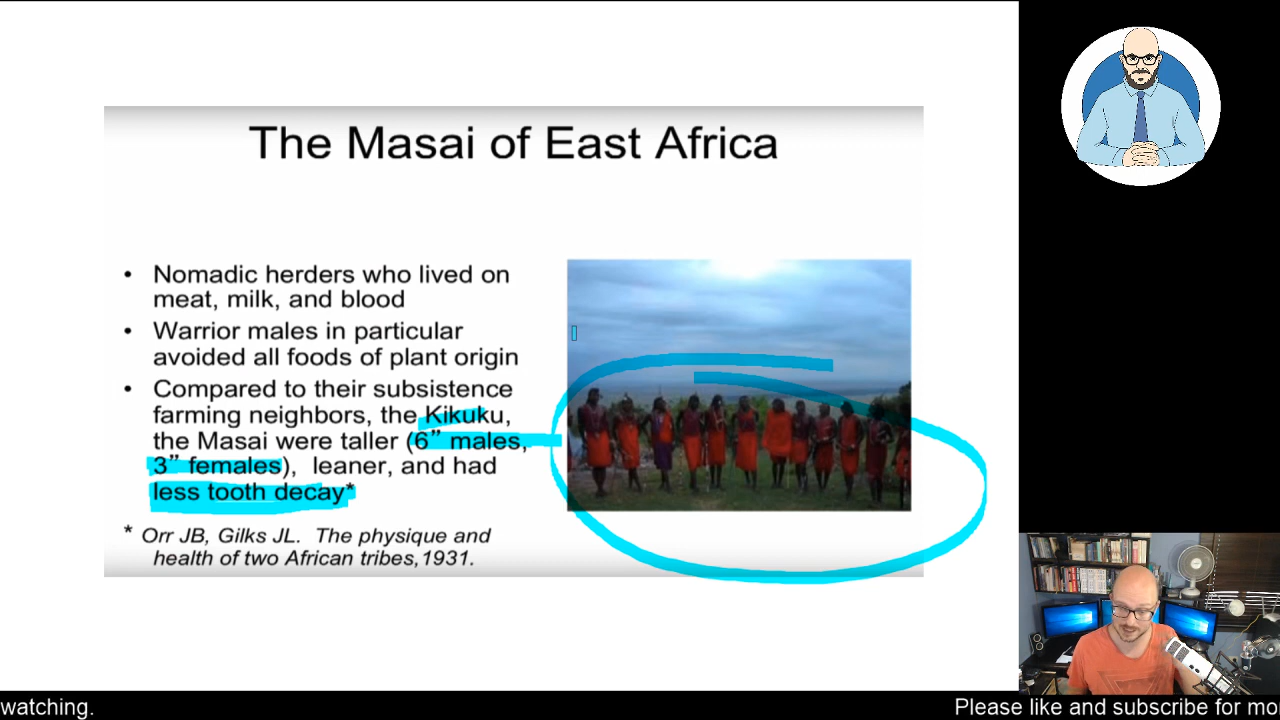 The Masai of East Africa
• Nomadic herders who lived on
meat, milk, and blood
• Warrior males in particular
avoided all foods of plant origin
• Compared to their subsistence
farming neighbors, the Kikuku,
the Masai were taller (6” males,
3” females), leaner, and had
less tooth decay*
* Orr JB, Gilks JL. The physique and
health of two African tribes,1931.
watching.
Please like and subscribe for mo